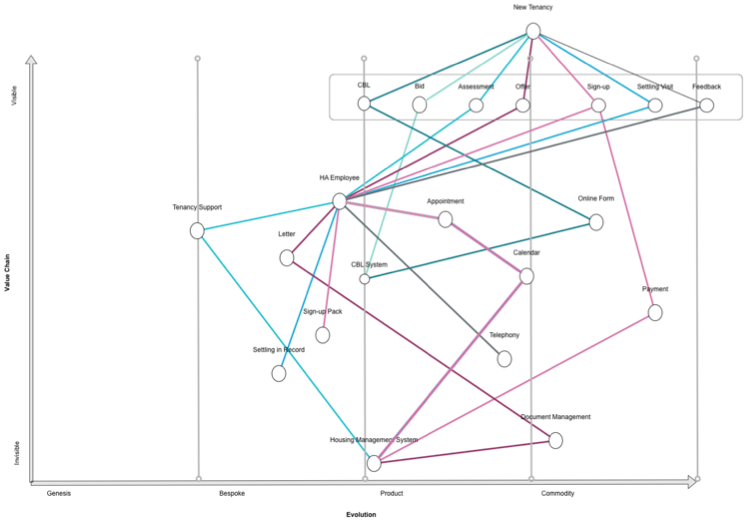 New Tenancy
CBL
Bid
Assessment
Offer
Sign-up
Settling Visit
Feedback
Visible
HA Employee
Tenancy Support
Appointment
Online Form
Letter
Calendar
CBL System
Value Chain
Payment
Sign-up Pack
Telephony
Settling in Record
Document Management
Housing Management System
Invisible
Genesis
Bespoke
Product
Commodity
Evolution